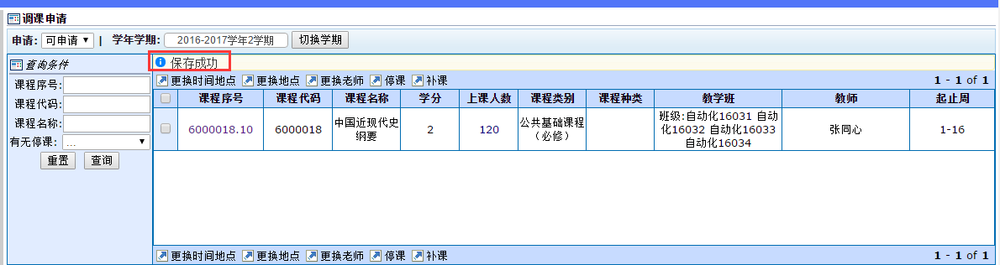 调课申请
申请: 可申请 | 学年学期: 2016-2017学年2学期 切换学期
查询条件
课程序号:
课程代码:
课程名称:
有无停课: ...
重置 查询
保存成功
更换时间地点 更换地点 更换老师 停课 补课 1 - 1 of 1
课程序号 课程代码 课程名称 学分 上课人数 课程类别 课程种类 教学班 教师 起止周
6000018.10 6000018 中国近现代史纲要 2 120 公共基础课程（必修） 班级:自动化16031 自动化16032 自动化16033 自动化16034 张同心 1-16
更换时间地点 更换地点 更换老师 停课 补课 1 - 1 of 1